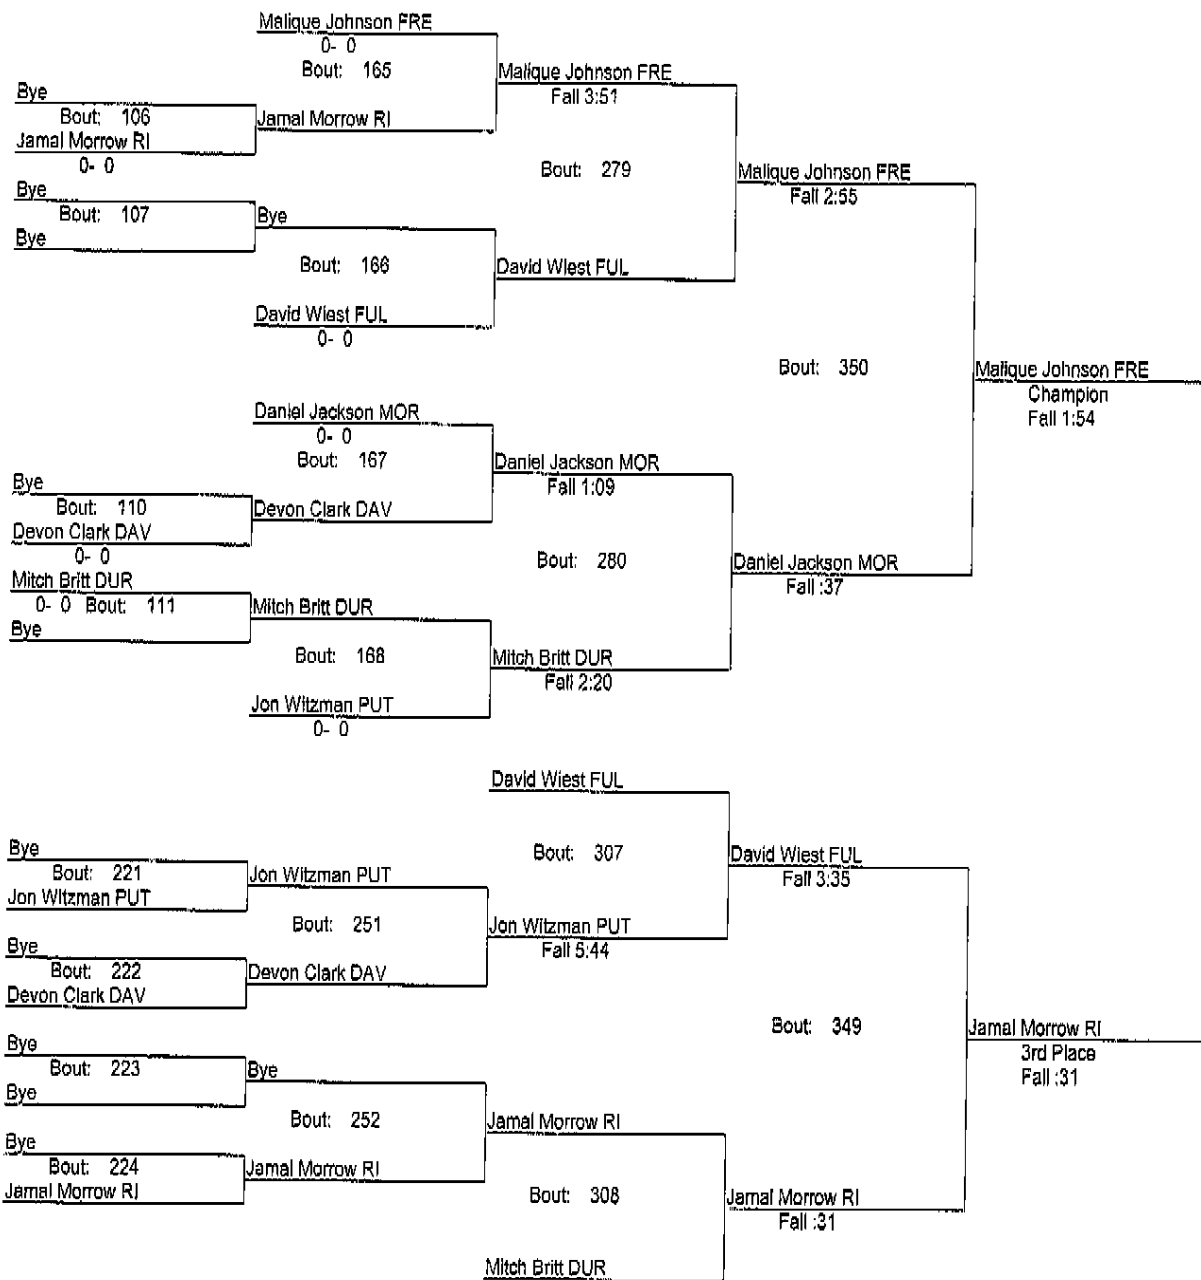 Malique Johnson FRE
0- 0
Bout: 165
Malique Johnson FRE
Fall 3:51
Bye
Bout: 106
Jamal Morrow RI
Jamal Morrow RI
0- 0
Bout: 279
Malique Johnson FRE
Fall 2:55
Bye
Bout: 107
Bye
Bye
Bout: 166
David Wiest FUL
David Wiest FUL
0- 0
Bout: 350
Malique Johnson FRE
Champion
Fall 1:54
Daniel Jackson MOR
0- 0
Bout: 167
Daniel Jackson MOR
Fall 1:09
Bye
Bout: 110
Devon Clark DAV
Devon Clark DAV
0- 0
Bout: 280
Daniel Jackson MOR
Fall :37
Mitch Britt DUR
0- 0 Bout: 111
Mitch Britt DUR
Bye
Bout: 168
Mitch Britt DUR
Fall 2:20
Jon Witzman PUT
0- 0
David Wiest FUL
Bout: 307
David Wiest FUL
Fall 3:35
Bye
Bout: 221
Jon Witzman PUT
Jon Witzman PUT
Bout: 251
Jon Witzman PUT
Fall 5:44
Bye
Bout: 222
Devon Clark DAV
Devon Clark DAV
Bout: 349
Jamal Morrow RI
3rd Place
Fall :31
Bye
Bout: 223
Bye
Bye
Bout: 252
Jamal Morrow RI
Bye
Bout: 224
Jamal Morrow RI
Jamal Morrow RI
Bout: 308
Jamal Morrow RI
Fall :31
Mitch Britt DUR